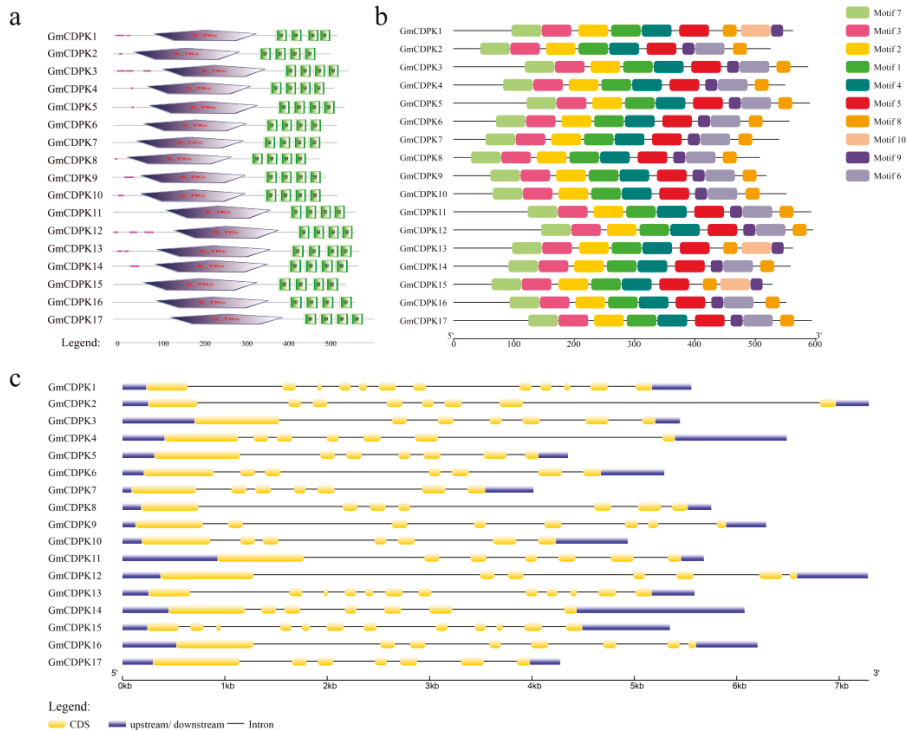 a
GmCDPK1
GmCDPK2
GmCDPK3
GmCDPK4
GmCDPK5
GmCDPK6
GmCDPK7
GmCDPK8
GmCDPK9
GmCDPK10
GmCDPK11
GmCDPK12
GmCDPK13
GmCDPK14
GmCDPK15
GmCDPK16
GmCDPK17
Legend:
0 100 200 300 400 500
b
GmCDPK1
GmCDPK2
GmCDPK3
GmCDPK4
GmCDPK5
GmCDPK6
GmCDPK7
GmCDPK8
GmCDPK9
GmCDPK10
GmCDPK11
GmCDPK12
GmCDPK13
GmCDPK14
GmCDPK15
GmCDPK16
GmCDPK17
5' 3'
0 100 200 300 400 500 600
Motif 7
Motif 3
Motif 2
Motif 1
Motif 4
Motif 5
Motif 8
Motif 10
Motif 9
Motif 6
c
GmCDPK1
GmCDPK2
GmCDPK3
GmCDPK4
GmCDPK5
GmCDPK6
GmCDPK7
GmCDPK8
GmCDPK9
GmCDPK10
GmCDPK11
GmCDPK12
GmCDPK13
GmCDPK14
GmCDPK15
GmCDPK16
GmCDPK17
5' 3'
0kb 1kb 2kb 3kb 4kb 5kb 6kb 7kb
Legend:
CDS upstream/ downstream Intron